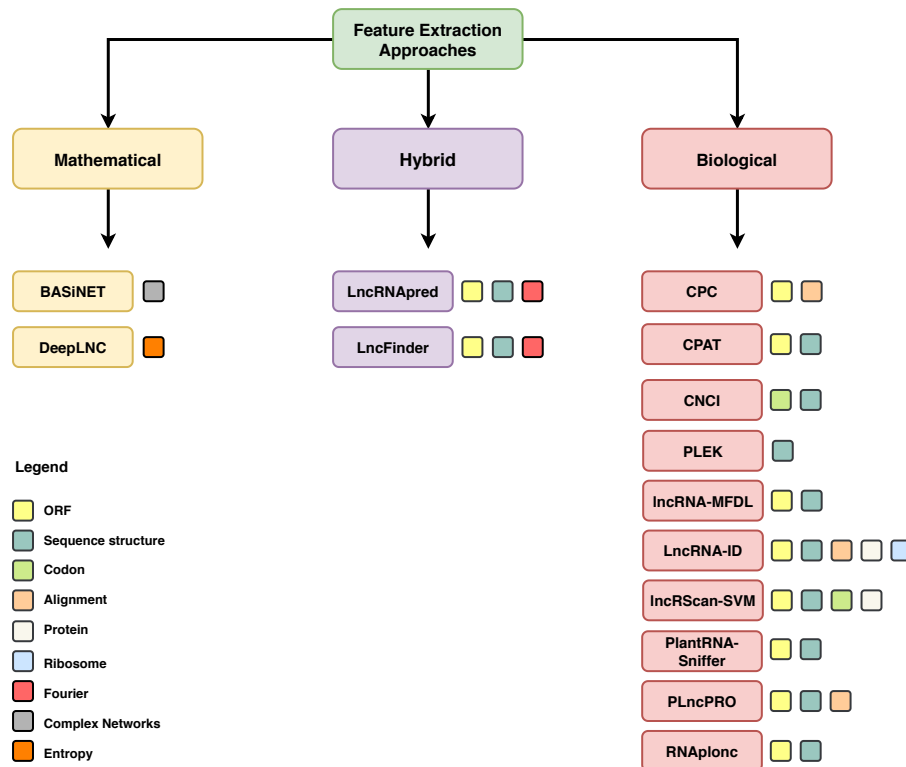 Feature Extraction
Approaches
Mathematical
Hybrid
Biological
BASiNET
DeepLNC
LncRNApred
LncFinder
CPC
CPAT
CNCI
PLEK
lncRNA-MFDL
LncRNA-ID
lncRScan-SVM
PlantRNA-
Sniffer
PLncPRO
RNAplonc
Legend
ORF
Sequence structure
Codon
Alignment
Protein
Ribosome
Fourier
Complex Networks
Entropy